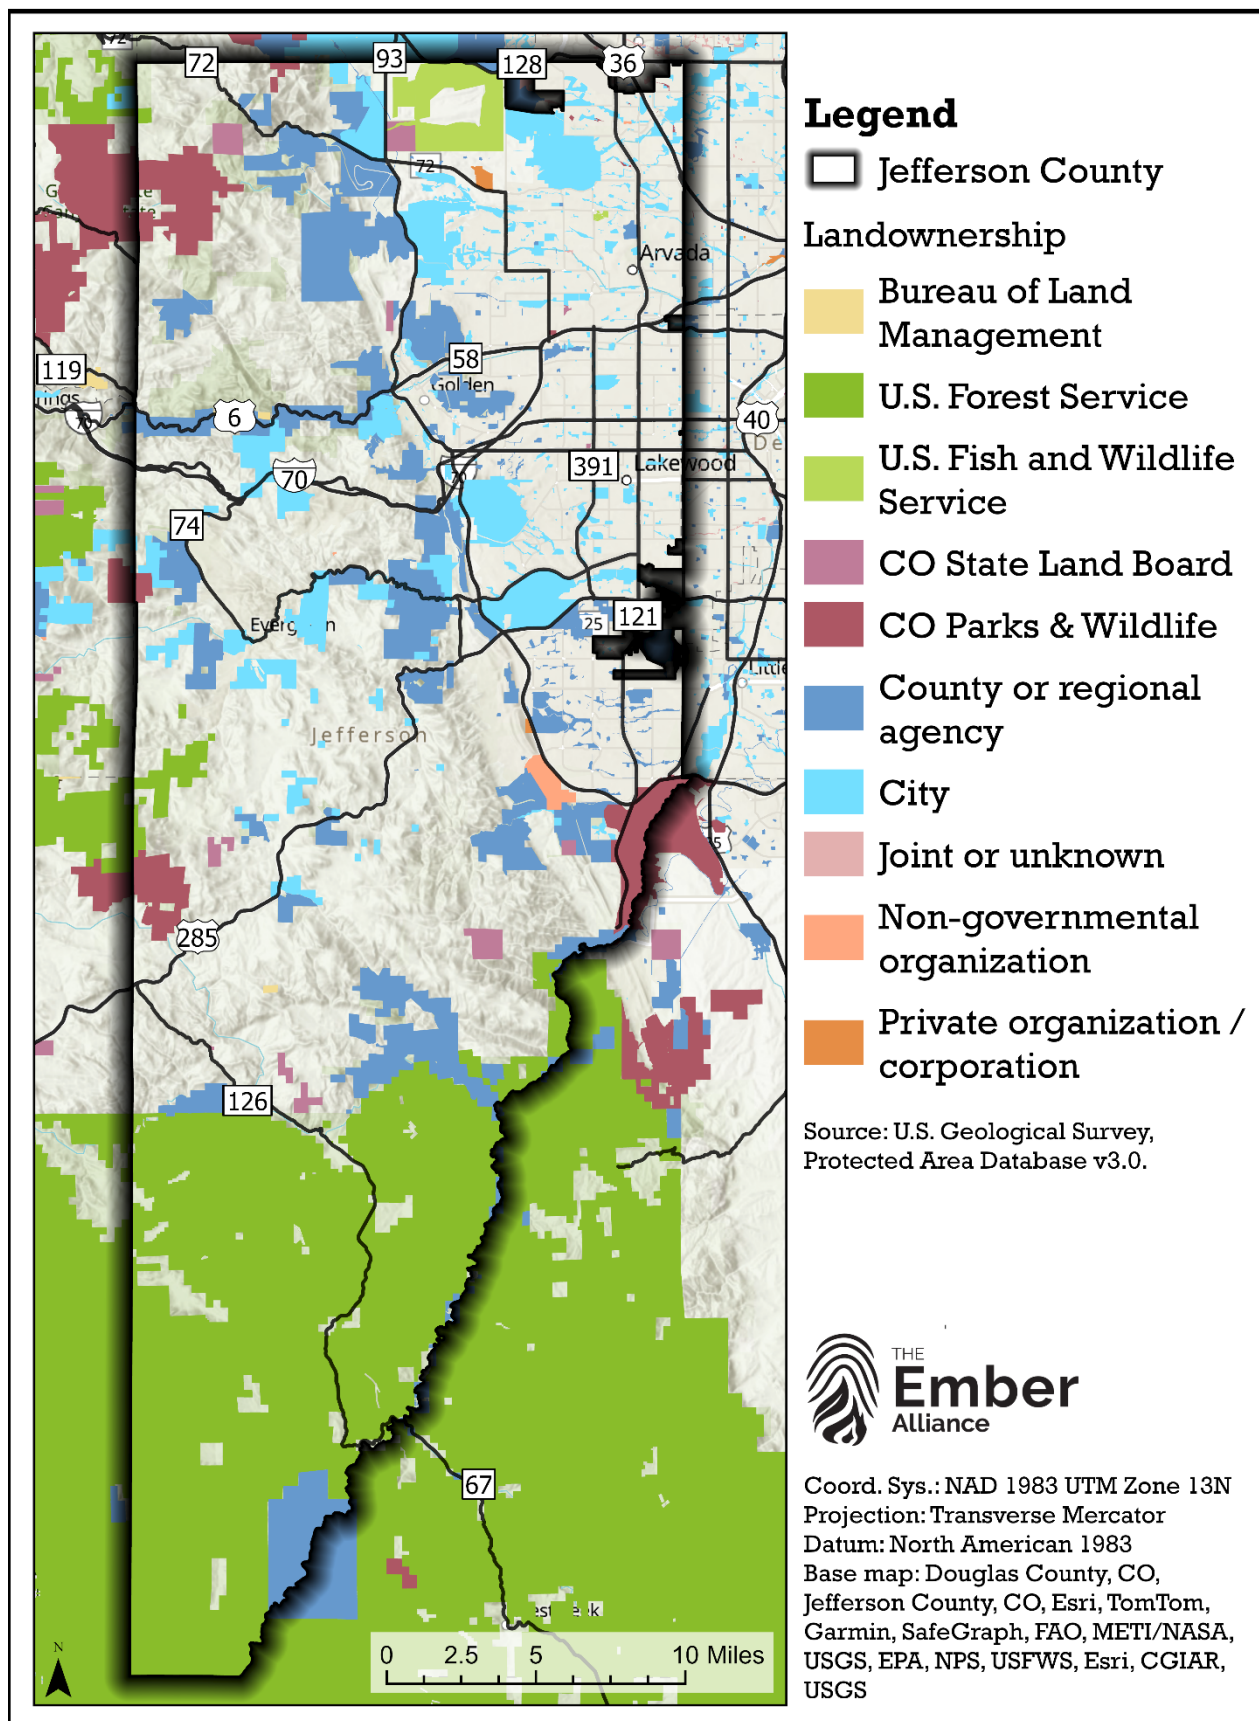 72
72
93
128
36
72
Arvada
119
58
Golden
6
40
70
391
Lakewood
74
121
25
Jefferson
285
126
67
0 2.5 5 10 Miles
N
Legend
Jefferson County
Landownership
Bureau of Land
Management
U.S. Forest Service
U.S. Fish and Wildlife
Service
CO State Land Board
CO Parks & Wildlife
County or regional
agency
City
Joint or unknown
Non-governmental
organization
Private organization /
corporation
Source: U.S. Geological Survey,
Protected Area Database v3.0.
THE
Ember
Alliance
Coord. Sys.: NAD 1983 UTM Zone 13N
Projection: Transverse Mercator
Datum: North American 1983
Base map: Douglas County, CO,
Jefferson County, CO, Esri, TomTom,
Garmin, SafeGraph, FAO, METI/NASA,
USGS, EPA, NPS, USFWS, Esri, CGIAR,
USGS